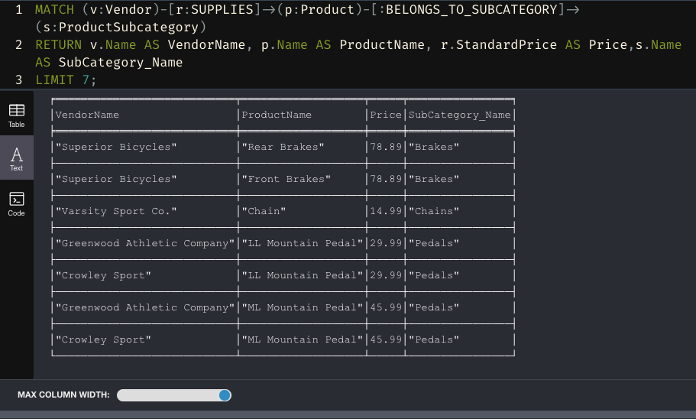 1 MATCH (v:Vendor)-[r:SUPPLIES]→(p:Product)-[:BELONGS_TO_SUBCATEGORY]→
(s:ProductSubcategory)
2 RETURN v.Name AS VendorName, p.Name AS ProductName, r.StandardPrice AS Price,s.Name
AS SubCategory_Name
3 LIMIT 7;
Table
A
Text
Code
VendorName ProductName Price SubCategory_Name
"Superior Bicycles" "Rear Brakes" 78.89 "Brakes"
"Superior Bicycles" "Front Brakes" 78.89 "Brakes"
"Varsity Sport Co." "Chain" 14.99 "Chains"
"Greenwood Athletic Company" "LL Mountain Pedal" 29.99 "Pedals"
"Crowley Sport" "LL Mountain Pedal" 29.99 "Pedals"
"Greenwood Athletic Company" "ML Mountain Pedal" 45.99 "Pedals"
"Crowley Sport" "ML Mountain Pedal" 45.99 "Pedals"
MAX COLUMN WIDTH: